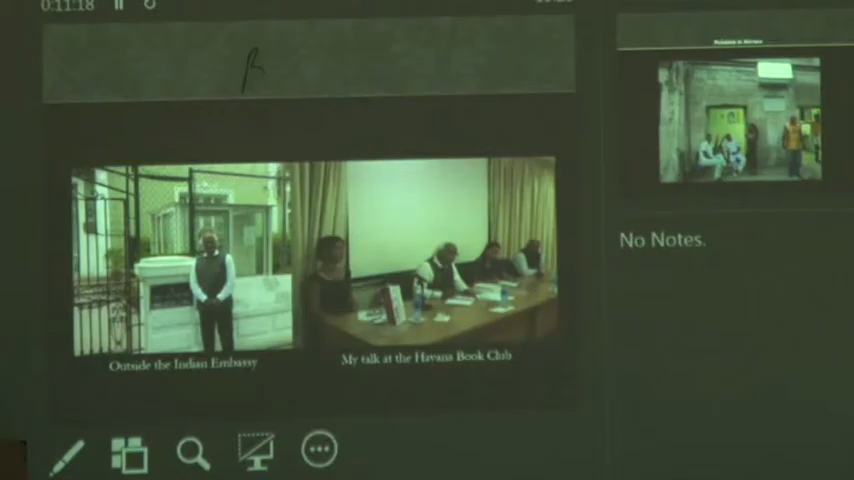 0:11:18
No Notes.
Outside the Indian Embassy
My talk at the Havana Book Club